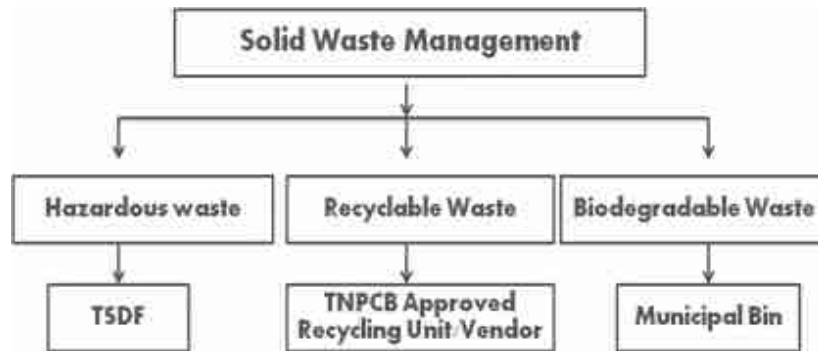 Solid Waste Management
Hazardous waste
Recyclable Waste
Biodegradable Waste
TSDF
TNPCB Approved
Recycling Unit/Vendor
Municipal Bin